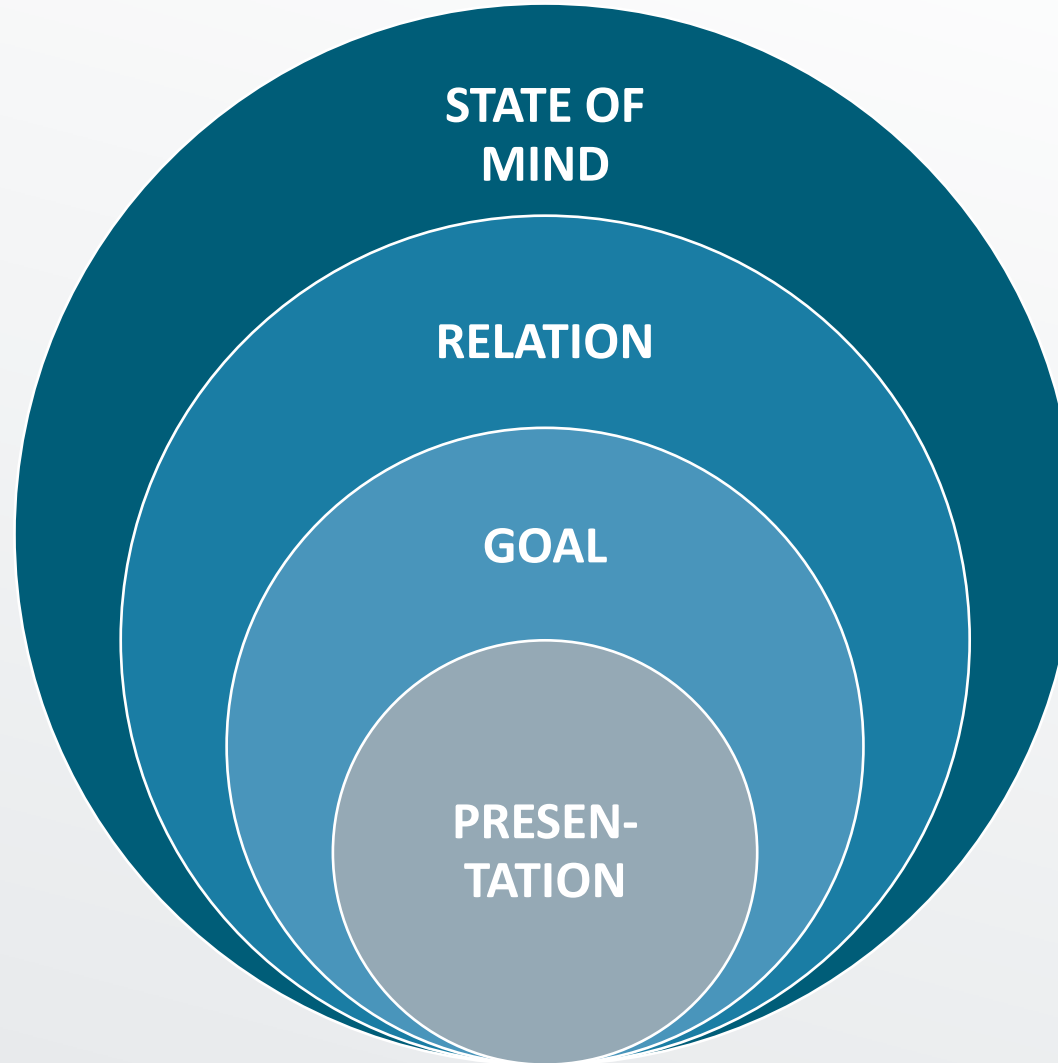 STATE OF
MIND
RELATION
GOAL
PRESEN-
TATION